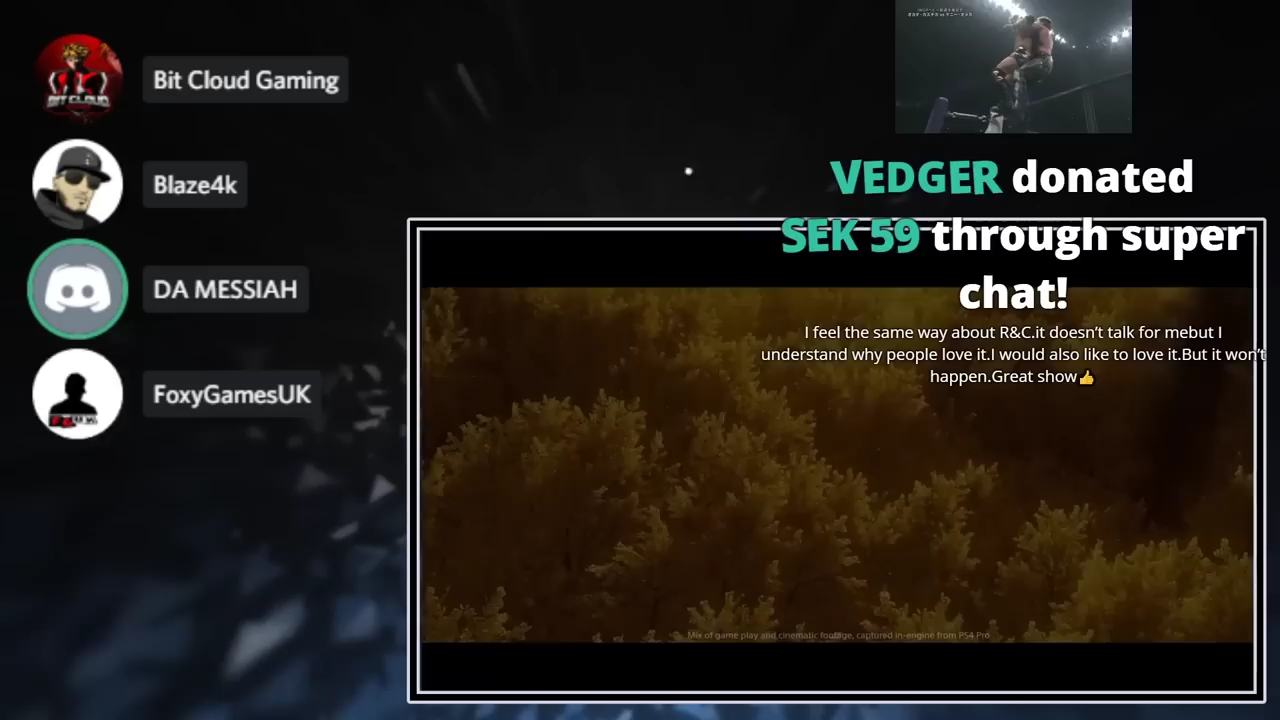 Bit Cloud Gaming
BIT CLOUD
Blaze4k
DA MESSIAH
FoxyGamesUK
VEDGER donated
SEK 59 through super
chat!
I feel the same way about R&C.it doesn’t talk for mebut I
understand why people love it.I would also like to love it.But it won’t
happen.Great show👍
Mix of game play and cinematic footage, captured in-engine from PS4 Pro